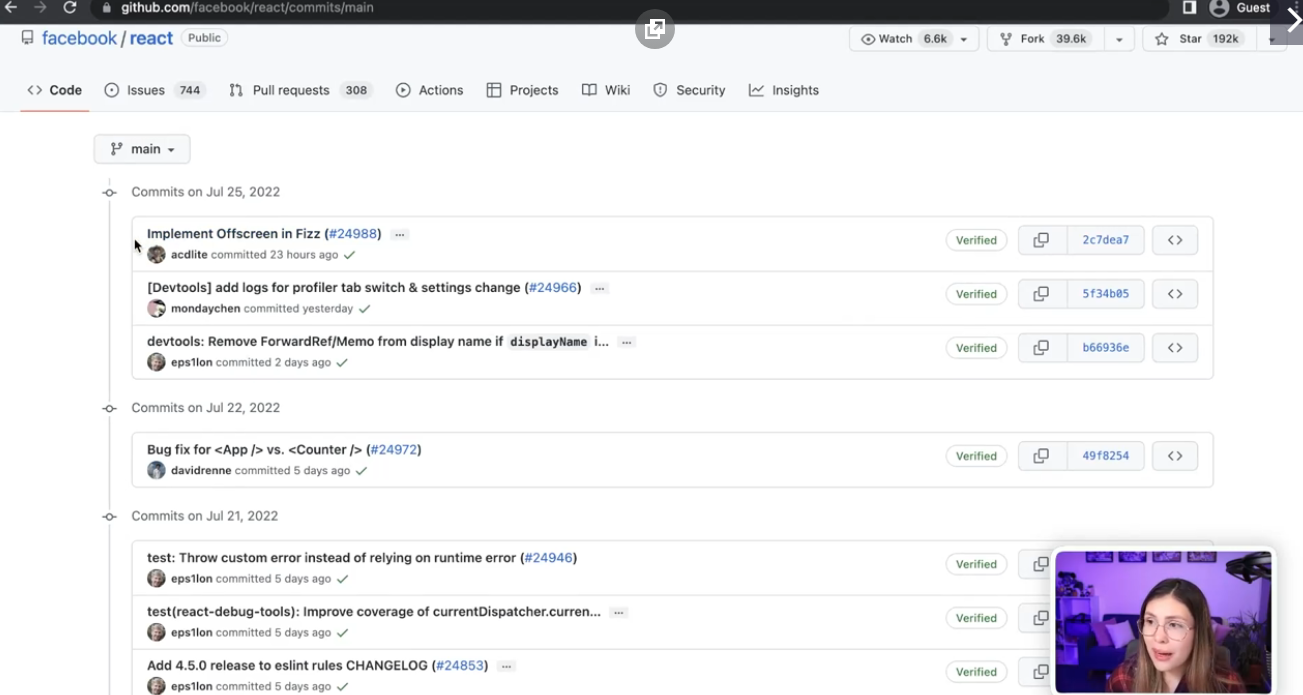 github.com/facebook/react/commits/main
Guest
facebook / react Public
Watch 6.6k
Fork 39.6k
Star 192k
Code
Issues 744
Pull requests 308
Actions
Projects
Wiki
Security
Insights
main
Commits on Jul 25, 2022
Implement Offscreen in Fizz (#24988) ...
acdlite committed 23 hours ago
Verified
2c7dea7
[Devtools] add logs for profiler tab switch & settings change (#24966) ...
mondaychen committed yesterday
Verified
5f34b05
devtools: Remove ForwardRef/Memo from display name if displayName i... ...
eps1lon committed 2 days ago
Verified
b66936e
Commits on Jul 22, 2022
Bug fix for <App /> vs. <Counter /> (#24972)
davidrenne committed 5 days ago
Verified
49f8254
Commits on Jul 21, 2022
test: Throw custom error instead of relying on runtime error (#24946)
eps1lon committed 5 days ago
Verified
test(react-debug-tools): Improve coverage of currentDispatcher.curren... ...
eps1lon committed 5 days ago
Verified
Add 4.5.0 release to eslint rules CHANGELOG (#24853) ...
eps1lon committed 5 days ago
Verified